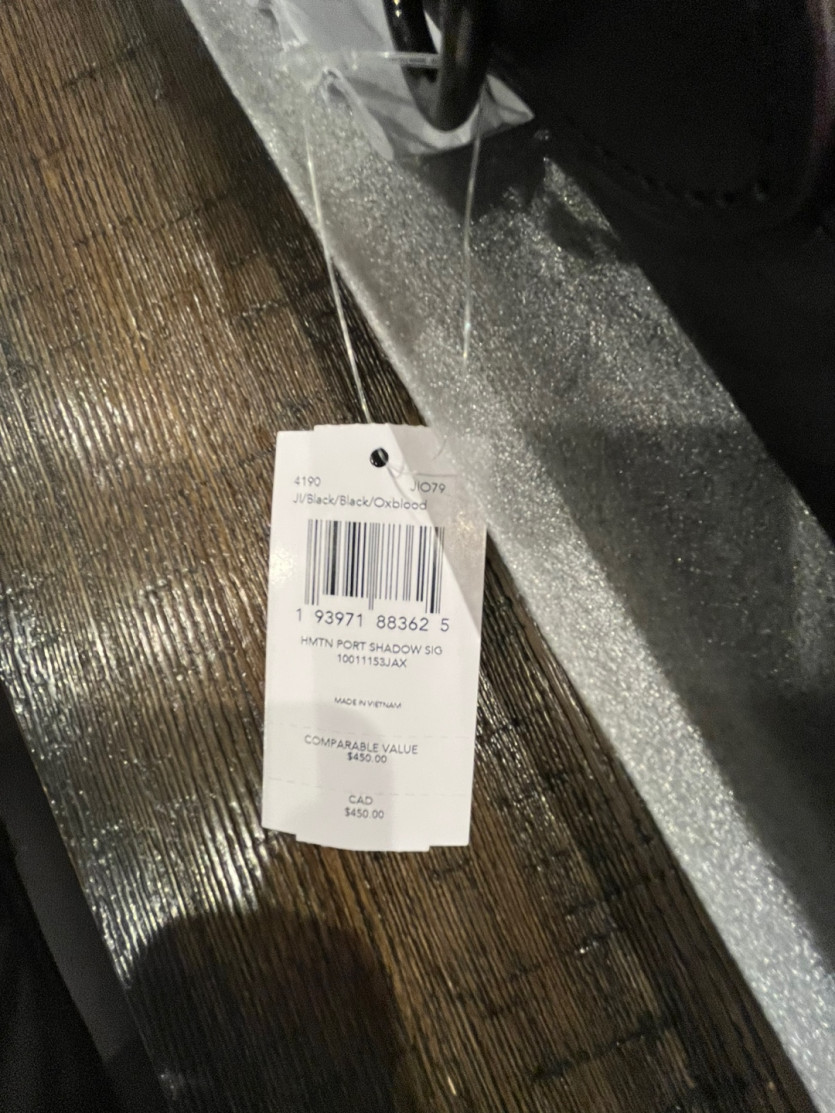 4190 JIO79
JI/Black/Black/Oxblood
1 93971 88362 5
HMTN PORT SHADOW SIG
10011153JAX
MADE IN VIETNAM
COMPARABLE VALUE
$450.00
CAD
$450.00